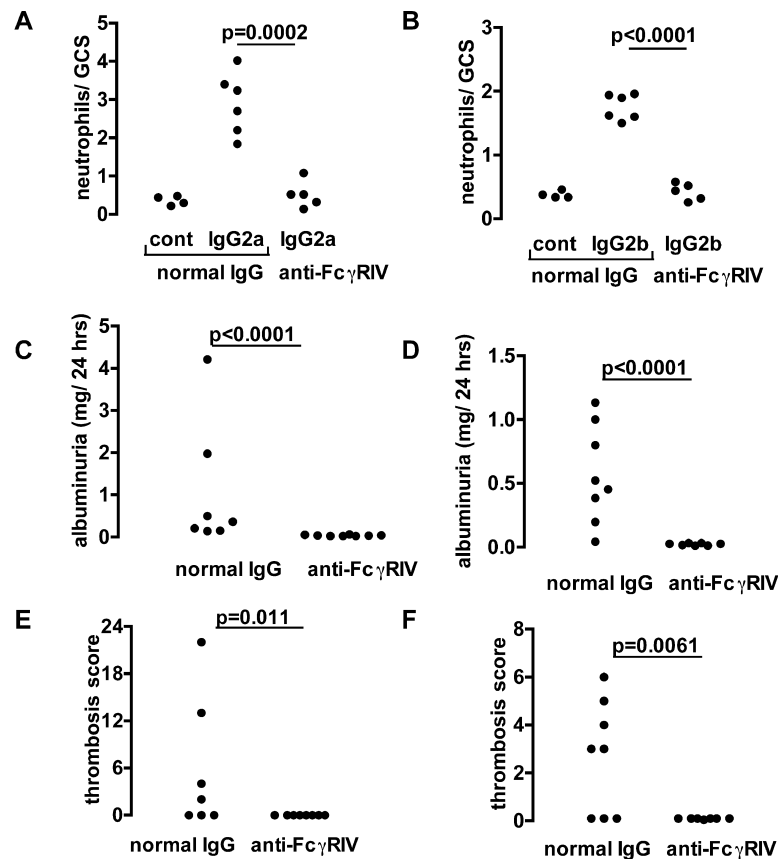 A
neutrophils/ GCS
5
4
3
2
1
0
p=0.0002
cont IgG2a IgG2a
normal IgG anti-FcγRIV
B
neutrophils/ GCS
3
2
1
0
p<0.0001
cont IgG2b IgG2b
normal IgG anti-FcγRIV
C
albuminuria (mg/ 24 hrs)
5
4
3
2
1
0
p<0.0001
normal IgG anti-FcγRIV
D
albuminuria (mg/ 24 hrs)
1.5
1.0
0.5
0.0
p<0.0001
normal IgG anti-FcγRIV
E
thrombosis score
24
18
12
6
0
p=0.011
normal IgG anti-FcγRIV
F
thrombosis score
8
6
4
2
0
p=0.0061
normal IgG anti-FcγRIV